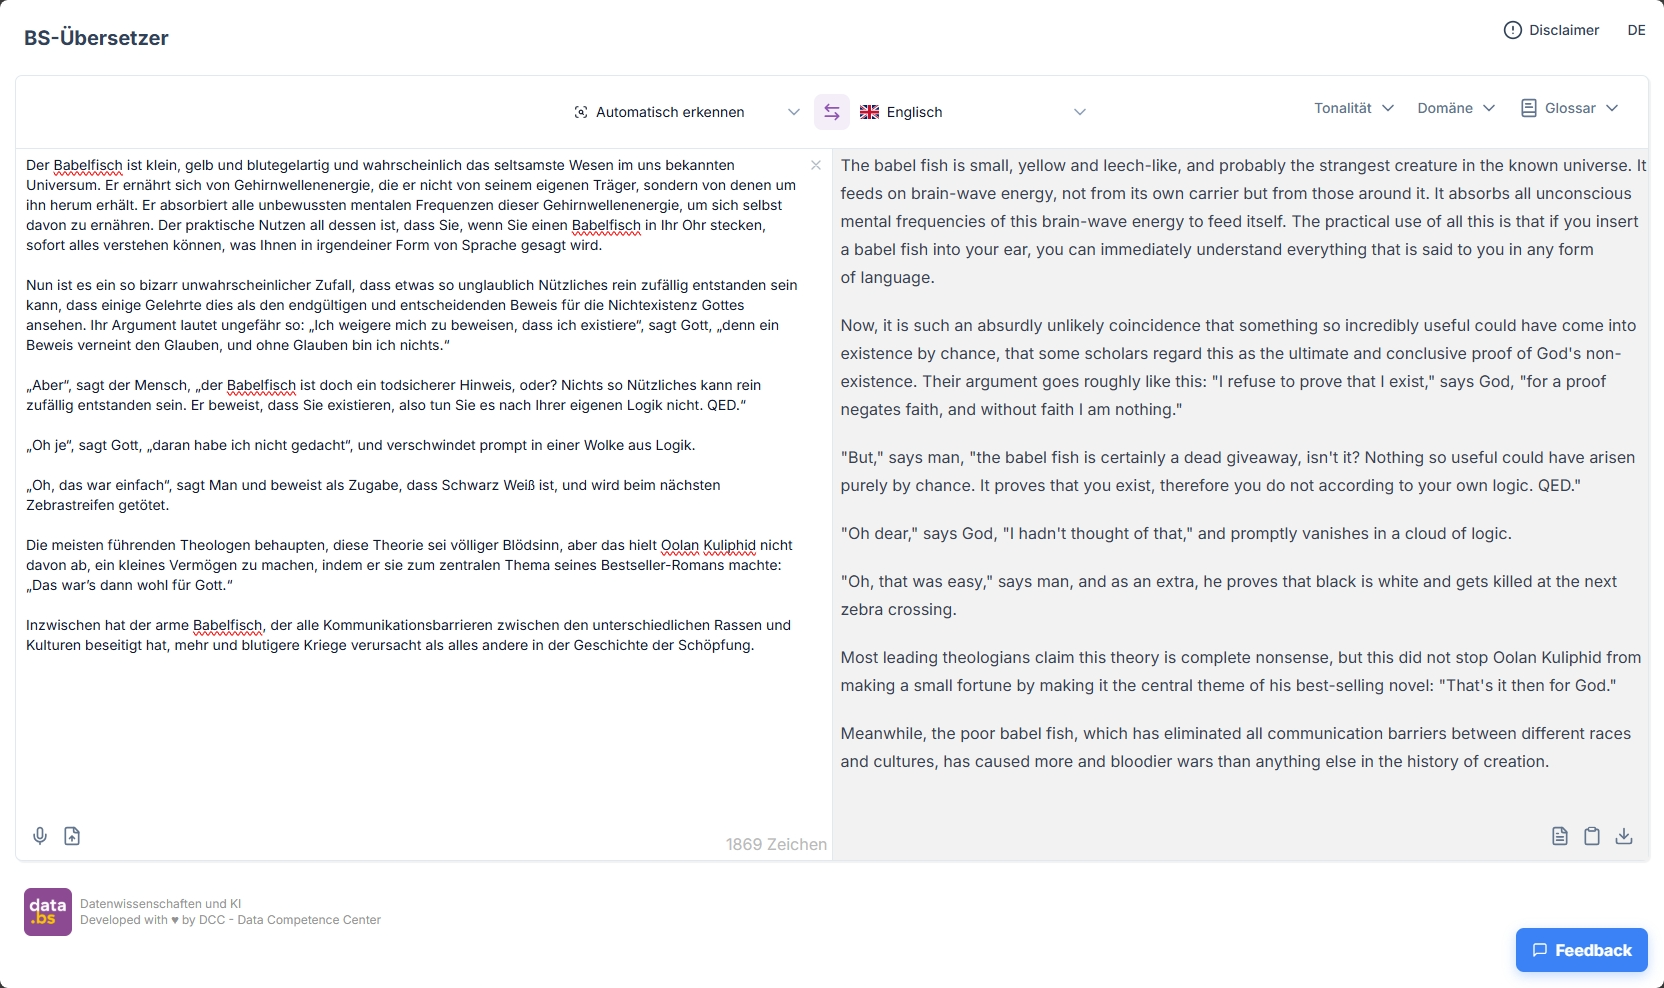 BS-Übersetzer
Disclaimer
DE
Automatisch erkennen
Englisch
Tonalität
Domäne
Glossar
Der Babelfisch ist klein, gelb und blutegelartig und wahrscheinlich das seltsamste Wesen im uns bekannten
Universum. Er ernährt sich von Gehirnwellenenergie, die er nicht von seinem eigenen Träger, sondern von denen um
ihn herum erhält. Er absorbiert alle unbewussten mentalen Frequenzen dieser Gehirnwellenenergie, um sich selbst
davon zu ernähren. Der praktische Nutzen all dessen ist, dass Sie, wenn Sie einen Babelfisch in Ihr Ohr stecken,
sofort alles verstehen können, was Ihnen in irgendeiner Form von Sprache gesagt wird.
Nun ist es ein so bizarr unwahrscheinlicher Zufall, dass etwas so unglaublich Nützliches rein zufällig entstanden sein
kann, dass einige Gelehrte dies als den endgültigen und entscheidenden Beweis für die Nichtexistenz Gottes
ansehen. Ihr Argument lautet ungefähr so: „Ich weigere mich zu beweisen, dass ich existiere“, sagt Gott, „denn ein
Beweis verneint den Glauben, und ohne Glauben bin ich nichts.“
„Aber“, sagt der Mensch, „der Babelfisch ist doch ein todsicherer Hinweis, oder? Nichts so Nützliches kann rein
zufällig entstanden sein. Er beweist, dass Sie existieren, also tun Sie es nach Ihrer eigenen Logik nicht. QED.“
„Oh je“, sagt Gott, „daran habe ich nicht gedacht“, und verschwindet prompt in einer Wolke aus Logik.
„Oh, das war einfach“, sagt Man und beweist als Zugabe, dass Schwarz Weiß ist, und wird beim nächsten
Zebrastreifen getötet.
Die meisten führenden Theologen behaupten, diese Theorie sei völliger Blödsinn, aber das hielt Oolan Kuliphid nicht
davon ab, ein kleines Vermögen zu machen, indem er sie zum zentralen Thema seines Bestseller-Romans machte:
„Das war’s dann wohl für Gott.“
Inzwischen hat der arme Babelfisch, der alle Kommunikationsbarrieren zwischen den unterschiedlichen Rassen und
Kulturen beseitigt hat, mehr und blutigere Kriege verursacht als alles andere in der Geschichte der Schöpfung.
1869 Zeichen
The babel fish is small, yellow and leech-like, and probably the strangest creature in the known universe. It
feeds on brain-wave energy, not from its own carrier but from those around it. It absorbs all unconscious
mental frequencies of this brain-wave energy to feed itself. The practical use of all this is that if you insert
a babel fish into your ear, you can immediately understand everything that is said to you in any form
of language.
Now, it is such an absurdly unlikely coincidence that something so incredibly useful could have come into
existence by chance, that some scholars regard this as the ultimate and conclusive proof of God's non-
existence. Their argument goes roughly like this: "I refuse to prove that I exist," says God, "for a proof
negates faith, and without faith I am nothing."
"But," says man, "the babel fish is certainly a dead giveaway, isn't it? Nothing so useful could have arisen
purely by chance. It proves that you exist, therefore you do not according to your own logic. QED."
"Oh dear," says God, "I hadn't thought of that," and promptly vanishes in a cloud of logic.
"Oh, that was easy," says man, and as an extra, he proves that black is white and gets killed at the next
zebra crossing.
Most leading theologians claim this theory is complete nonsense, but this did not stop Oolan Kuliphid from
making a small fortune by making it the central theme of his best-selling novel: "That's it then for God."
Meanwhile, the poor babel fish, which has eliminated all communication barriers between different races
and cultures, has caused more and bloodier wars than anything else in the history of creation.
data
.bs
Datenwissenschaften und KI
Developed with ♥ by DCC - Data Competence Center
Feedback